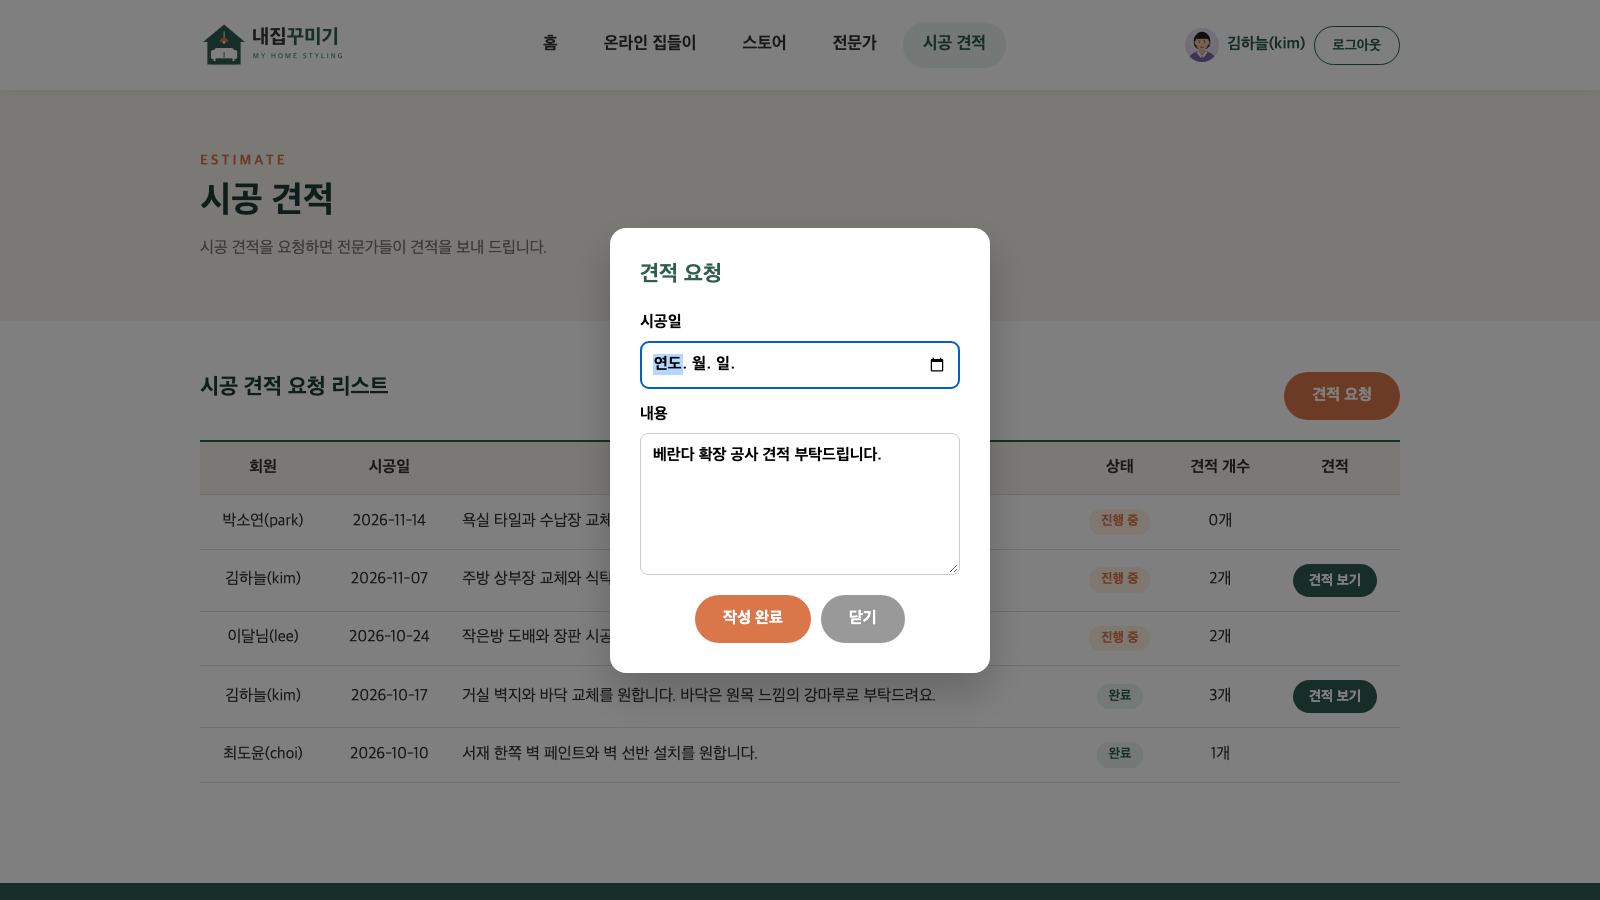 내집꾸미기
MY HOME STYLING
홈
온라인 집들이
스토어
전문가
시공 견적
김하늘(kim)
로그아웃
ESTIMATE
시공 견적
시공 견적을 요청하면 전문가들이 견적을 보내 드립니다.
시공 견적 요청 리스트
견적 요청
회원 시공일 상태 견적 개수 견적
박소연(park) 2026-11-14 욕실 타일과 수납장 교체 진행 중 0개
김하늘(kim) 2026-11-07 주방 상부장 교체와 식탁 진행 중 2개 견적 보기
이달님(lee) 2026-10-24 작은방 도배와 장판 시공 진행 중 2개
김하늘(kim) 2026-10-17 거실 벽지와 바닥 교체를 원합니다. 바닥은 원목 느낌의 강마루로 부탁드려요. 완료 3개 견적 보기
최도윤(choi) 2026-10-10 서재 한쪽 벽 페인트와 벽 선반 설치를 원합니다. 완료 1개
견적 요청
시공일
연도. 월. 일.
내용
베란다 확장 공사 견적 부탁드립니다.
작성 완료
닫기